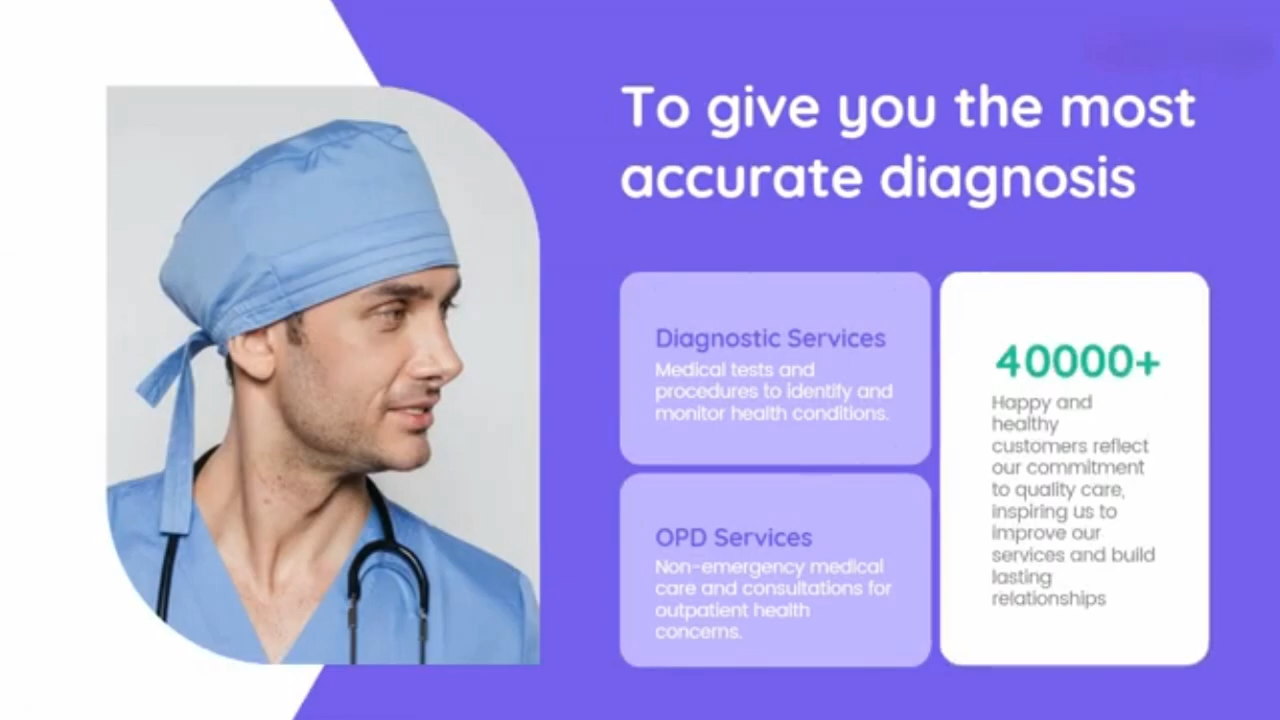 To give you the most
accurate diagnosis
Diagnostic Services
Medical tests and
procedures to identify and
monitor health conditions.
OPD Services
Non-emergency medical
care and consultations for
outpatient health
concerns.
40000+
Happy and
healthy
customers reflect
our commitment
to quality care,
inspiring us to
improve our
services and build
lasting
relationships